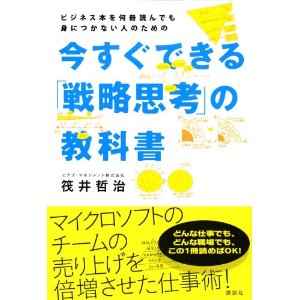 ビジネス本を何冊読んでも
身につかない人のための
今すぐできる
「戦略思考」の
教科書
ピアズ・マネジメント株式会社
筏井哲治
マイクロソフトの
チームの
売り上げを
倍増させた仕事術!
どんな仕事でも、
どんな職場でも、
この1冊読めばOK!
講談社